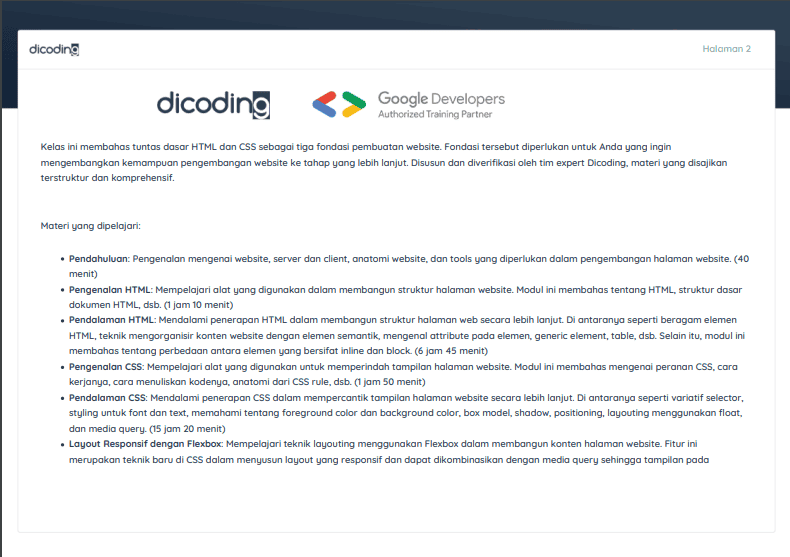 dicoding
Halaman 2
dicoding
Google Developers
Authorized Training Partner
Kelas ini membahas tuntas dasar HTML dan CSS sebagai tiga fondasi pembuatan website. Fondasi tersebut diperlukan untuk Anda yang ingin
mengembangkan kemampuan pengembangan website ke tahap yang lebih lanjut. Disusun dan diverifikasi oleh tim expert Dicoding, materi yang disajikan
terstruktur dan komprehensif.
Materi yang dipelajari:
• Pendahuluan: Pengenalan mengenai website, server dan client, anatomi website, dan tools yang diperlukan dalam pengembangan halaman website. (40
menit)
• Pengenalan HTML: Mempelajari alat yang digunakan dalam membangun struktur halaman website. Modul ini membahas tentang HTML, struktur dasar
dokumen HTML, dsb. (1 jam 10 menit)
• Pendalaman HTML: Mendalami penerapan HTML dalam membangun struktur halaman web secara lebih lanjut. Di antaranya seperti beragam elemen
HTML, teknik mengorganisir konten website dengan elemen semantik, mengenal attribute pada elemen, generic element, table, dsb. Selain itu, modul ini
membahas tentang perbedaan antara elemen yang bersifat inline dan block. (6 jam 45 menit)
• Pengenalan CSS: Mempelajari alat yang digunakan untuk memperindah tampilan halaman website. Modul ini membahas mengenai peranan CSS, cara
kerjanya, cara menuliskan kodenya, anatomi dari CSS rule, dsb. (1 jam 50 menit)
• Pendalaman CSS: Mendalami penerapan CSS dalam mempercantik tampilan halaman website secara lebih lanjut. Di antaranya seperti variatif selector,
styling untuk font dan text, memahami tentang foreground color dan background color, box model, shadow, positioning, layouting menggunakan float,
dan media query. (15 jam 20 menit)
• Layout Responsif dengan Flexbox: Mempelajari teknik layouting menggunakan Flexbox dalam membangun konten halaman website. Fitur ini
merupakan teknik baru di CSS dalam menyusun layout yang responsif dan dapat dikombinasikan dengan media query sehingga tampilan pada